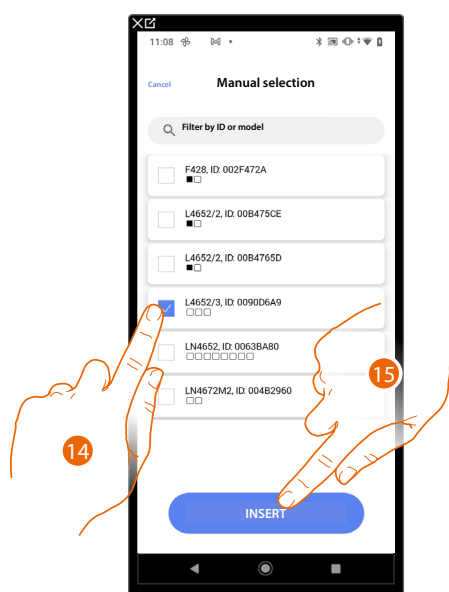 11:08
Cancel
Manual selection
Filter by ID or model
F428, ID: 002F472A
L4652/2, ID: 00B475CE
L4652/2, ID: 00B4765D
L4652/3, ID: 0090D6A9
LN4652, ID: 0063BA80
LN4672M2, ID: 004B2960
15
14
INSERT